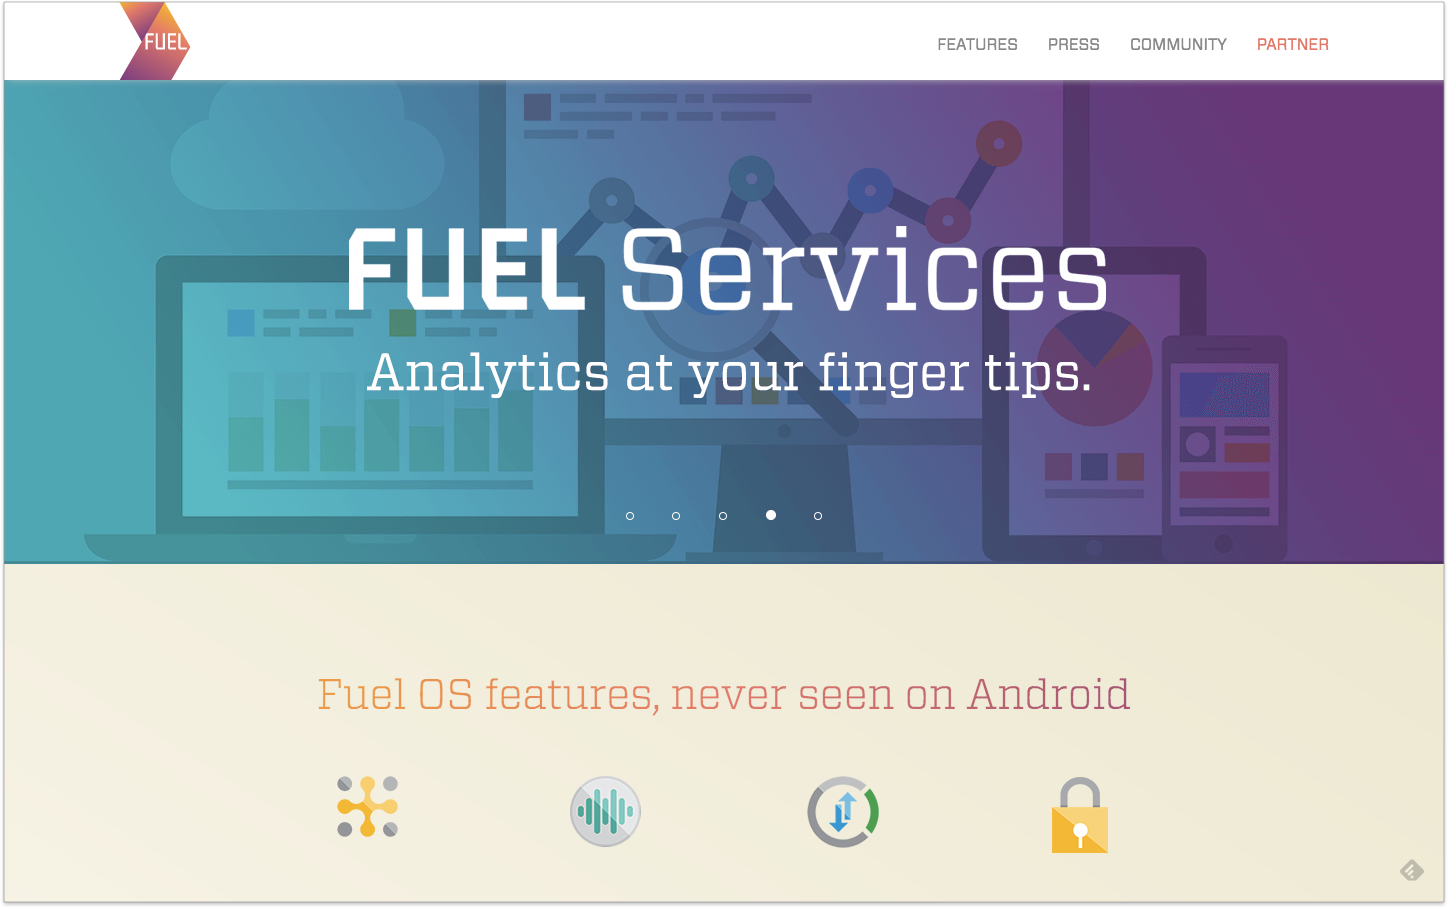 FUEL
FEATURES PRESS COMMUNITY PARTNER
FUEL Services
Analytics at your finger tips.
Fuel OS features, never seen on Android